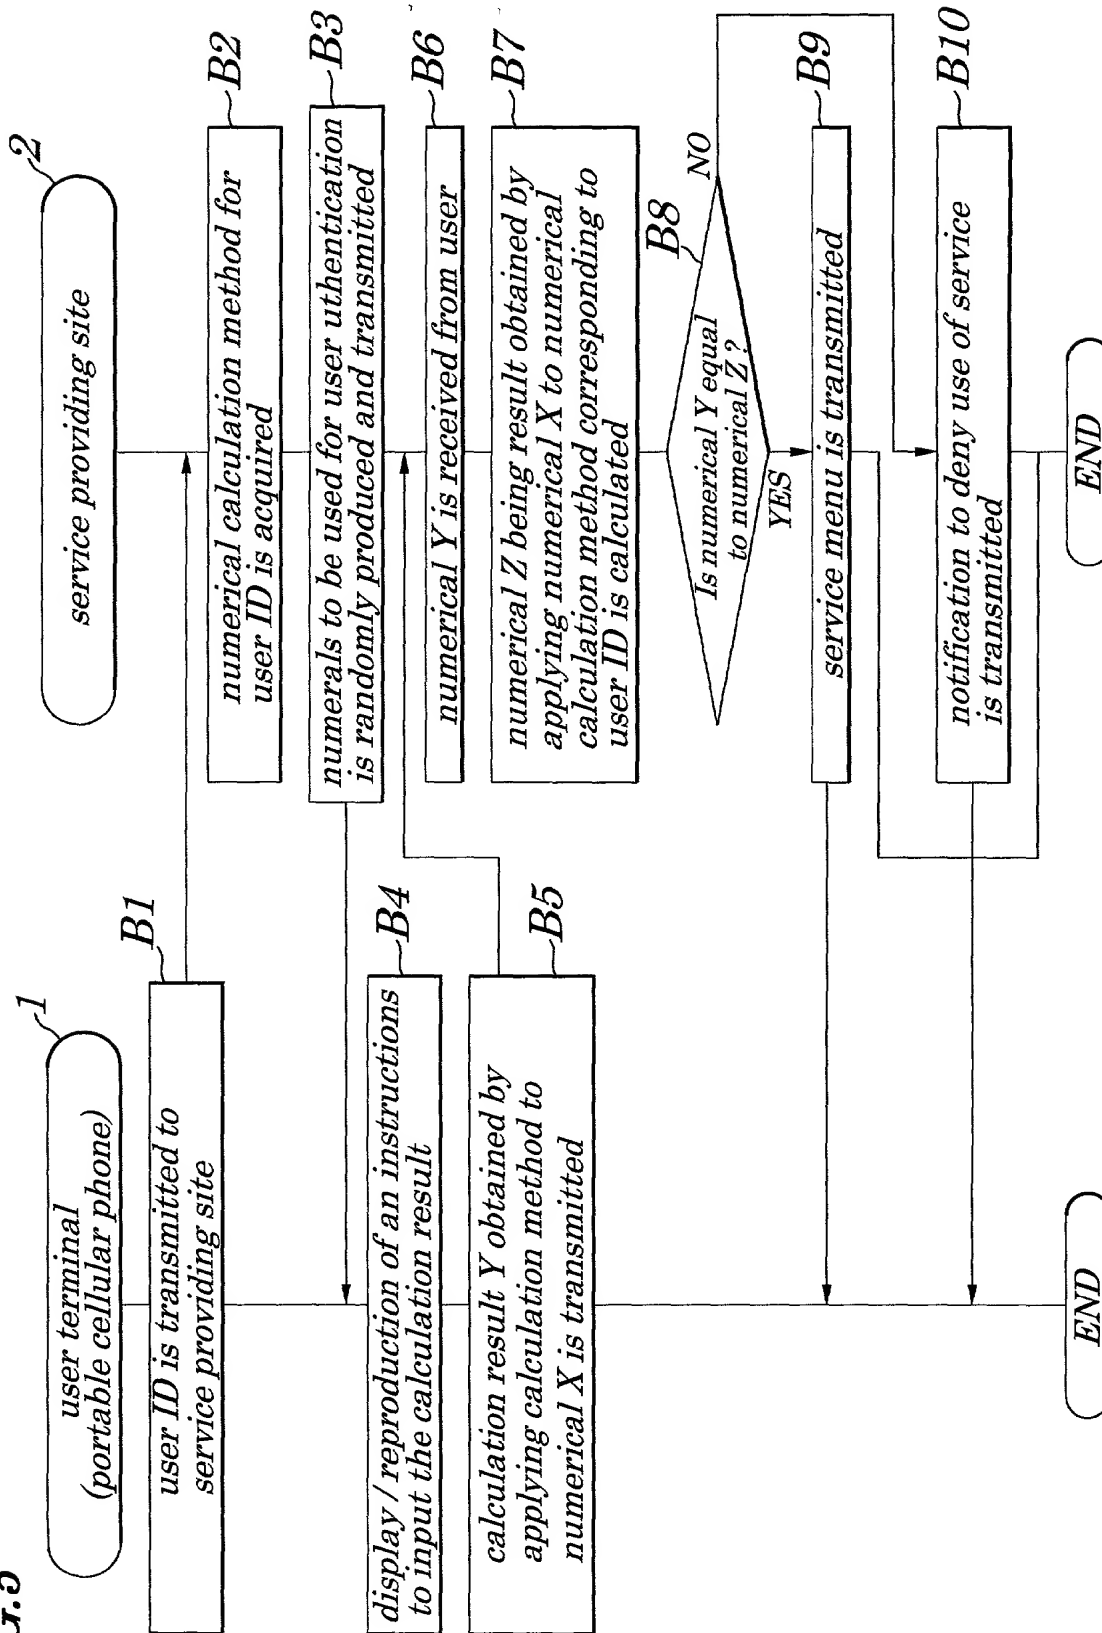 1
user terminal
(portable cellular phone)
B1
user ID is transmitted to
service providing site
B4
display / reproduction of an instructions
to input the calculation result
B5
calculation result Y obtained by
applying calculation method to
numerical X is transmitted
END
2
service providing site
B2
numerical calculation method for
user ID is acquired
B3
numerals to be used for user uthentication
is randomly produced and transmitted
B6
numerical Y is received from user
B7
numerical Z being result obtained by
applying numerical X to numerical
calculation method corresponding to
user ID is calculated
B8
Is numerical Y equal
to numerical Z?
NO
YES
B9
service menu is transmitted
B10
notification to deny use of service
is transmitted
END